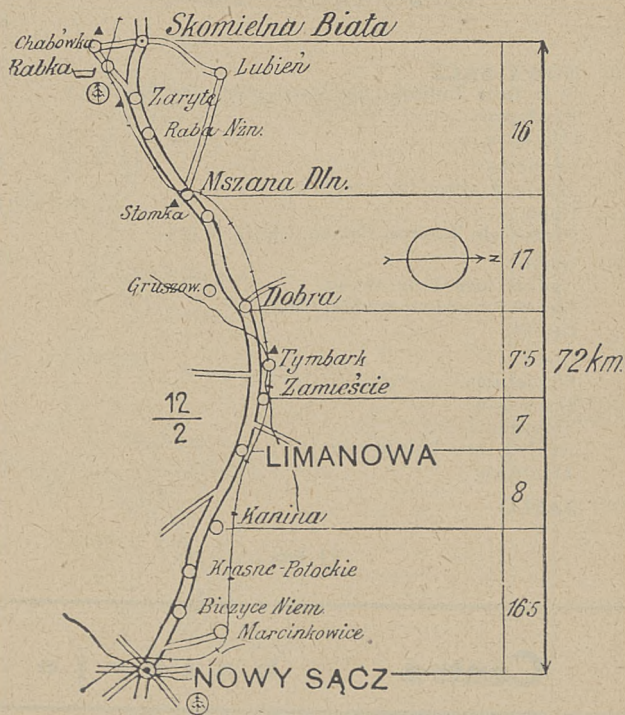 Skomielna Biała
Chabówka
Rabka
Lubień
Zaryte
Raba Nżn.
16
Mszana Dln.
Słomka
N
17
Gruszow.
Dobra
Tymbark
7·5
72 km.
Zamieście
12
2
7
LIMANOWA
8
Kanina
Krasne-Potockie
Biczyce Niem.
16·5
Marcinkowice
NOWY SĄCZ